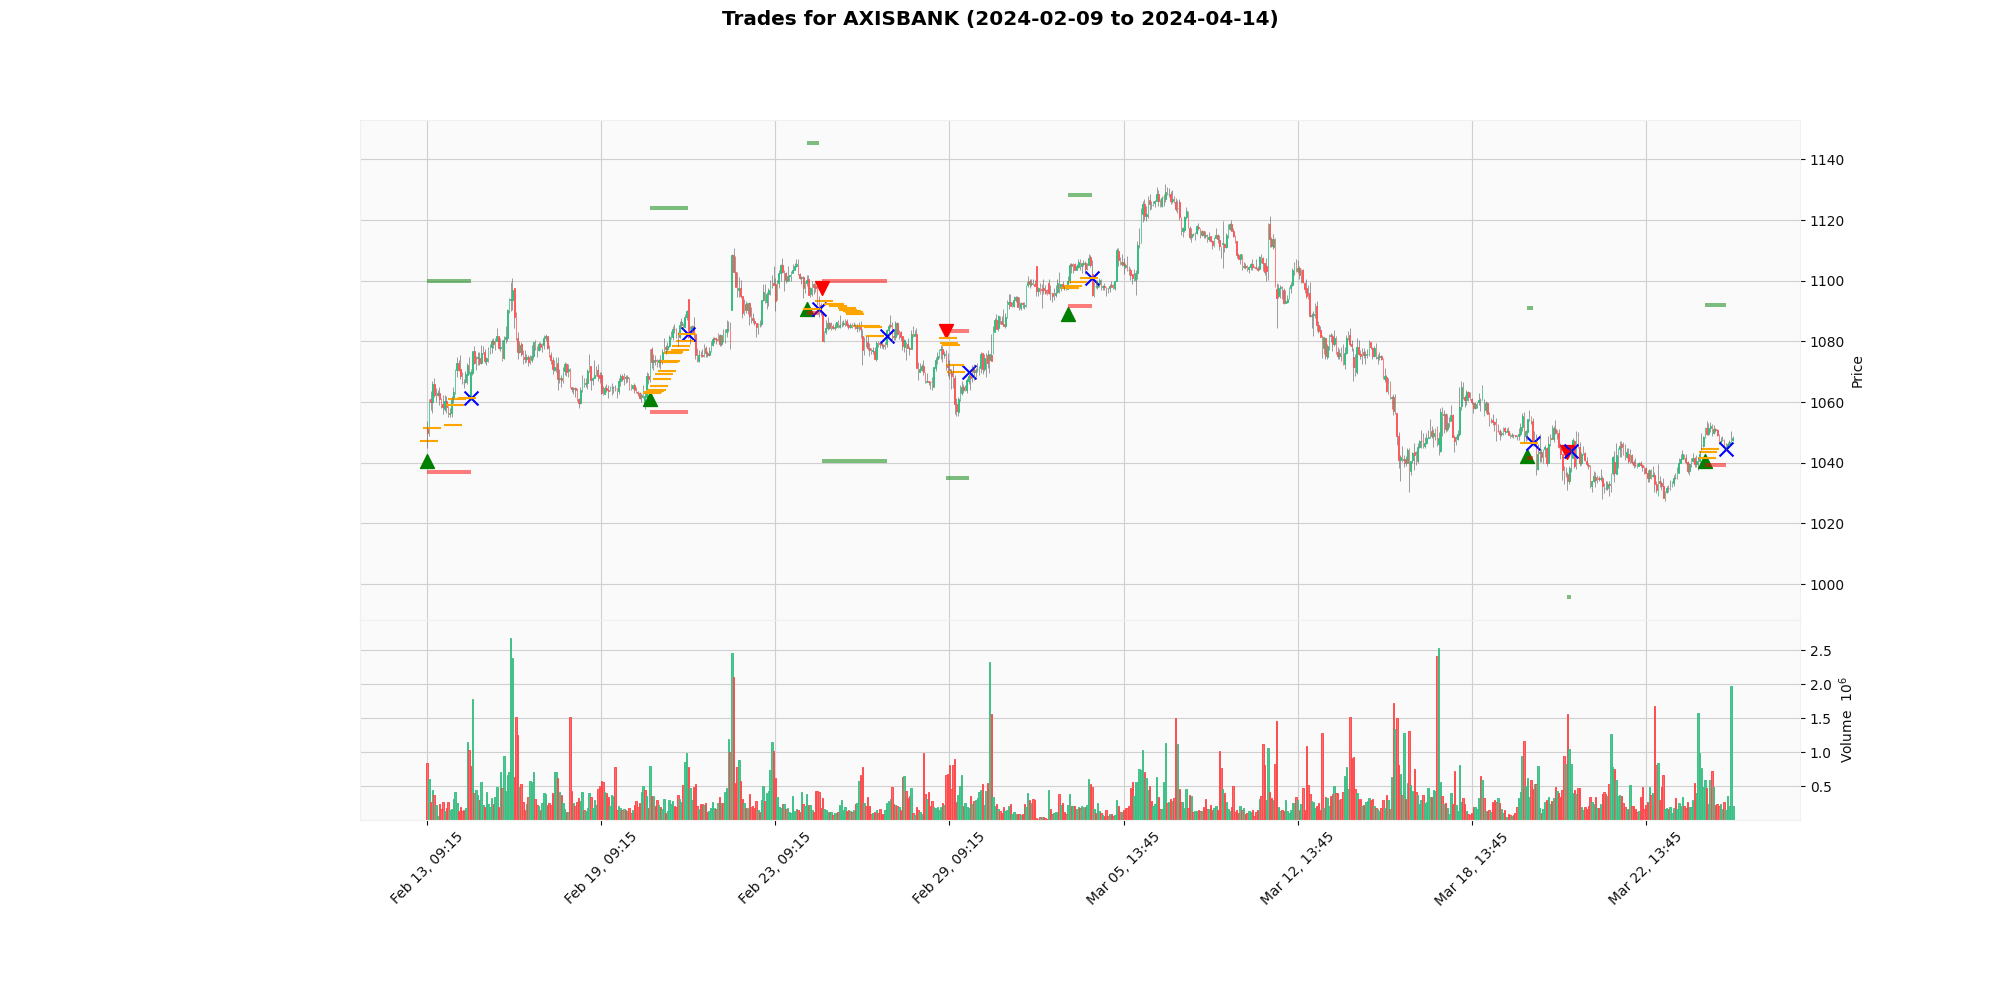 Trades for AXISBANK (2024-02-09 to 2024-04-14)
1140
1120
1100
1080
1060
1040
1020
1000
Price
2.5
2.0
1.5
1.0
0.5
Volume 10⁶
Feb 13, 09:15
Feb 19, 09:15
Feb 23, 09:15
Feb 29, 09:15
Mar 05, 13:45
Mar 12, 13:45
Mar 18, 13:45
Mar 22, 13:45